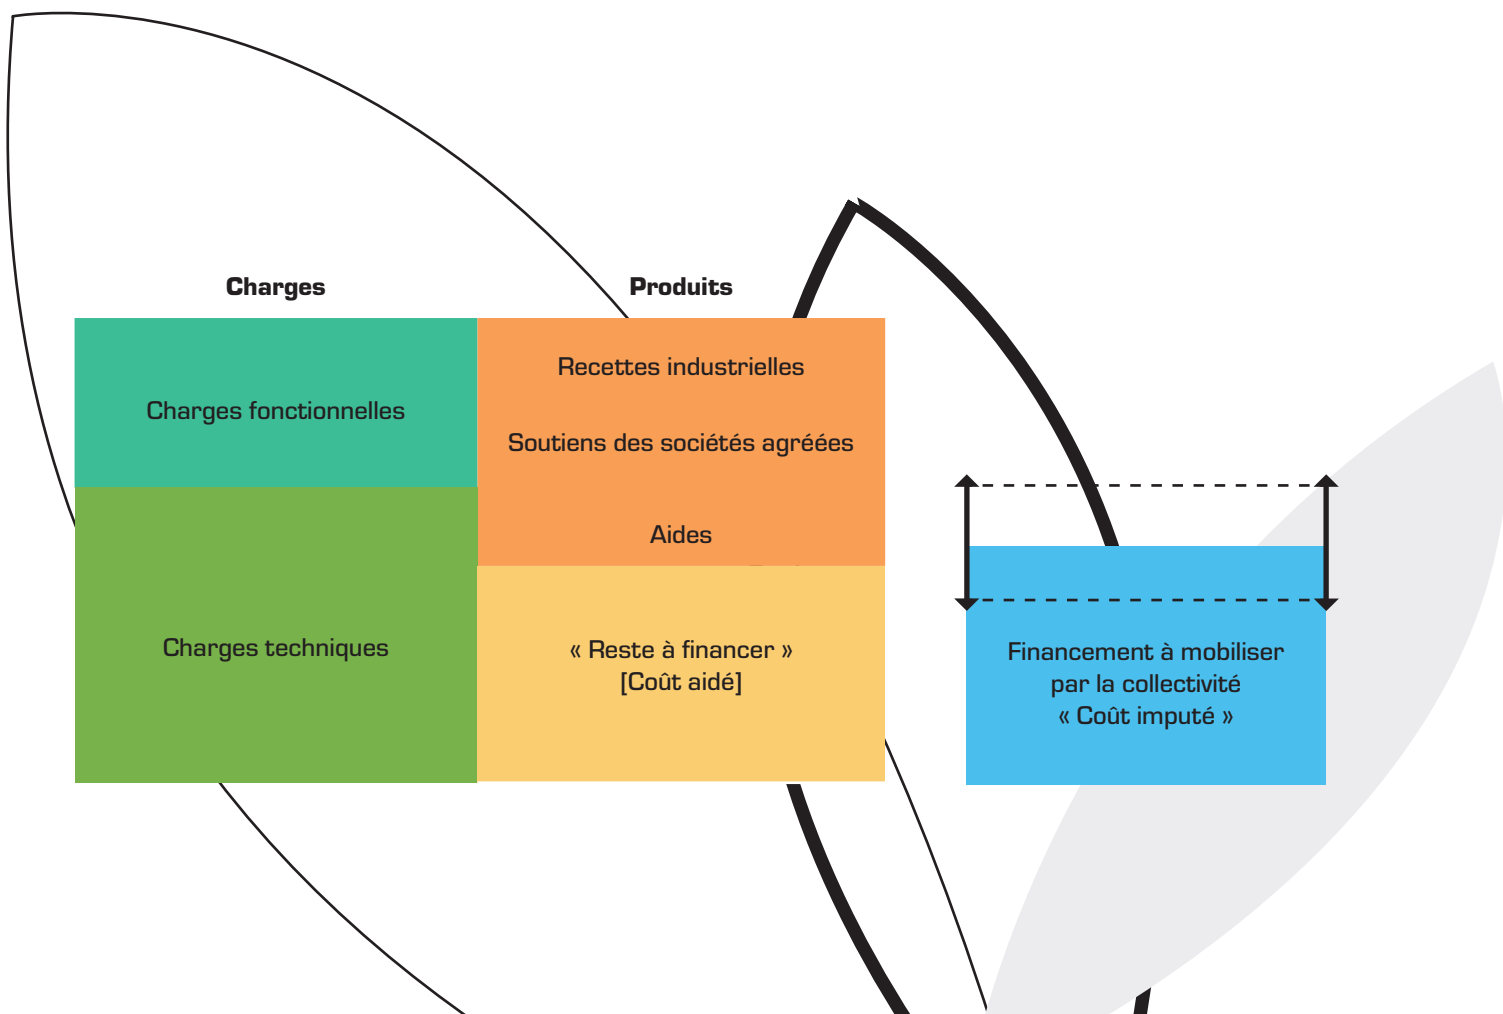 Charges
Produits
Charges fonctionnelles
Recettes industrielles
Soutiens des sociétés agréées
Aides
Charges techniques
« Reste à financer »
[Coût aidé]
Financement à mobiliser
par la collectivité
« Coût imputé »